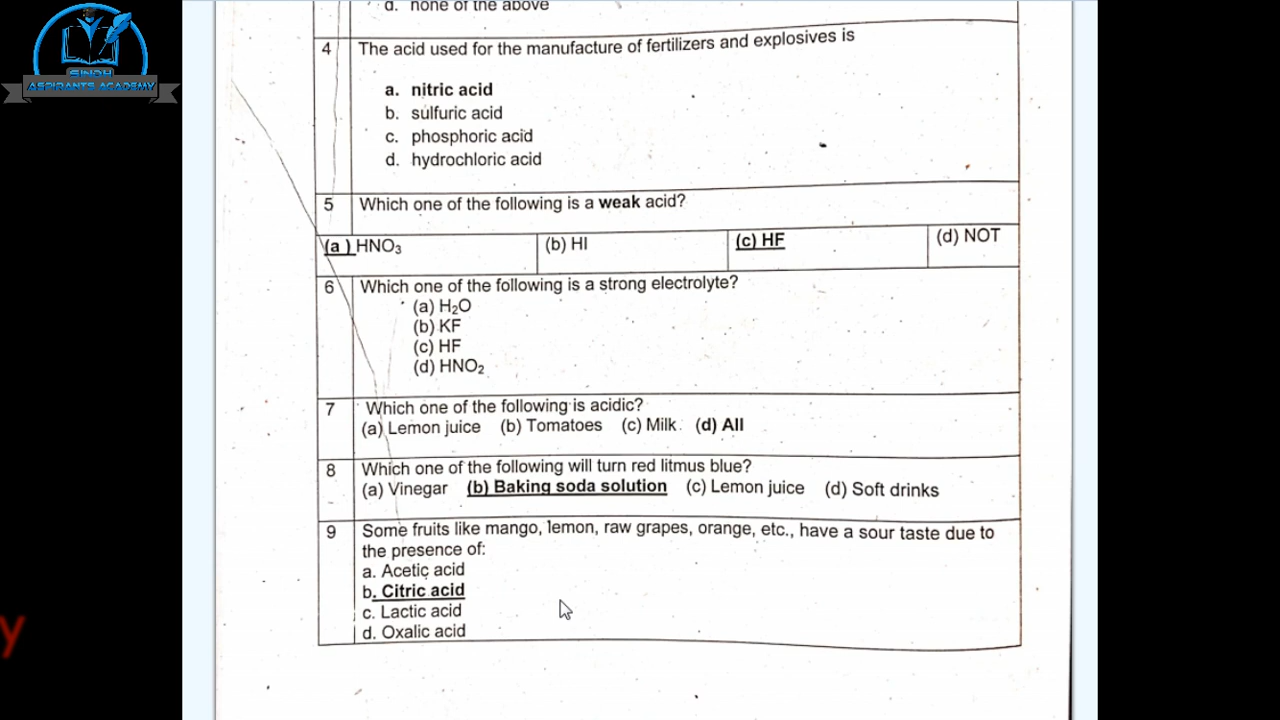 d. none of the above
SINDH
ASPIRANTS ACADEMY
4 The acid used for the manufacture of fertilizers and explosives is
a. nitric acid
b. sulfuric acid
c. phosphoric acid
d. hydrochloric acid
5 Which one of the following is a weak acid?
(a ) HNO3 (b) HI (c) HF (d) NOT
6 Which one of the following is a strong electrolyte?
(a) H2O
(b) KF
(c) HF
(d) HNO2
7 Which one of the following is acidic?
(a) Lemon juice (b) Tomatoes (c) Milk. (d) All
8 Which one of the following will turn red litmus blue?
(a) Vinegar (b) Baking soda solution (c) Lemon juice (d) Soft drinks
9 Some fruits like mango, lemon, raw grapes, orange, etc., have a sour taste due to
the presence of:
a. Acetic acid
b. Citric acid
c. Lactic acid
d. Oxalic acid
y